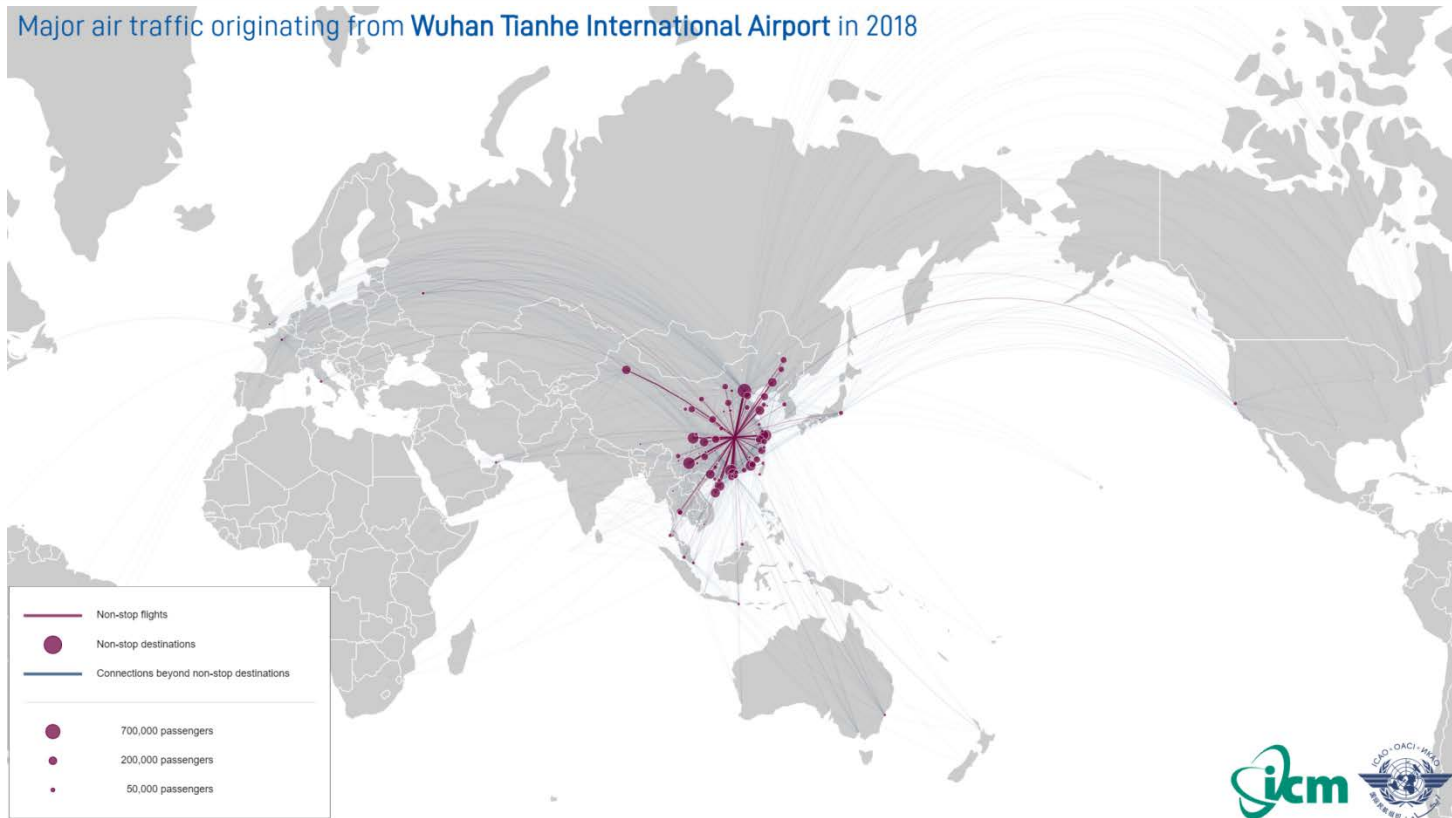 Major air traffic originating from Wuhan Tianhe International Airport in 2018
Non-stop flights
Non-stop destinations
Connections beyond non-stop destinations
700,000 passengers
200,000 passengers
50,000 passengers
icm
ICAO · OACI · ИКАО